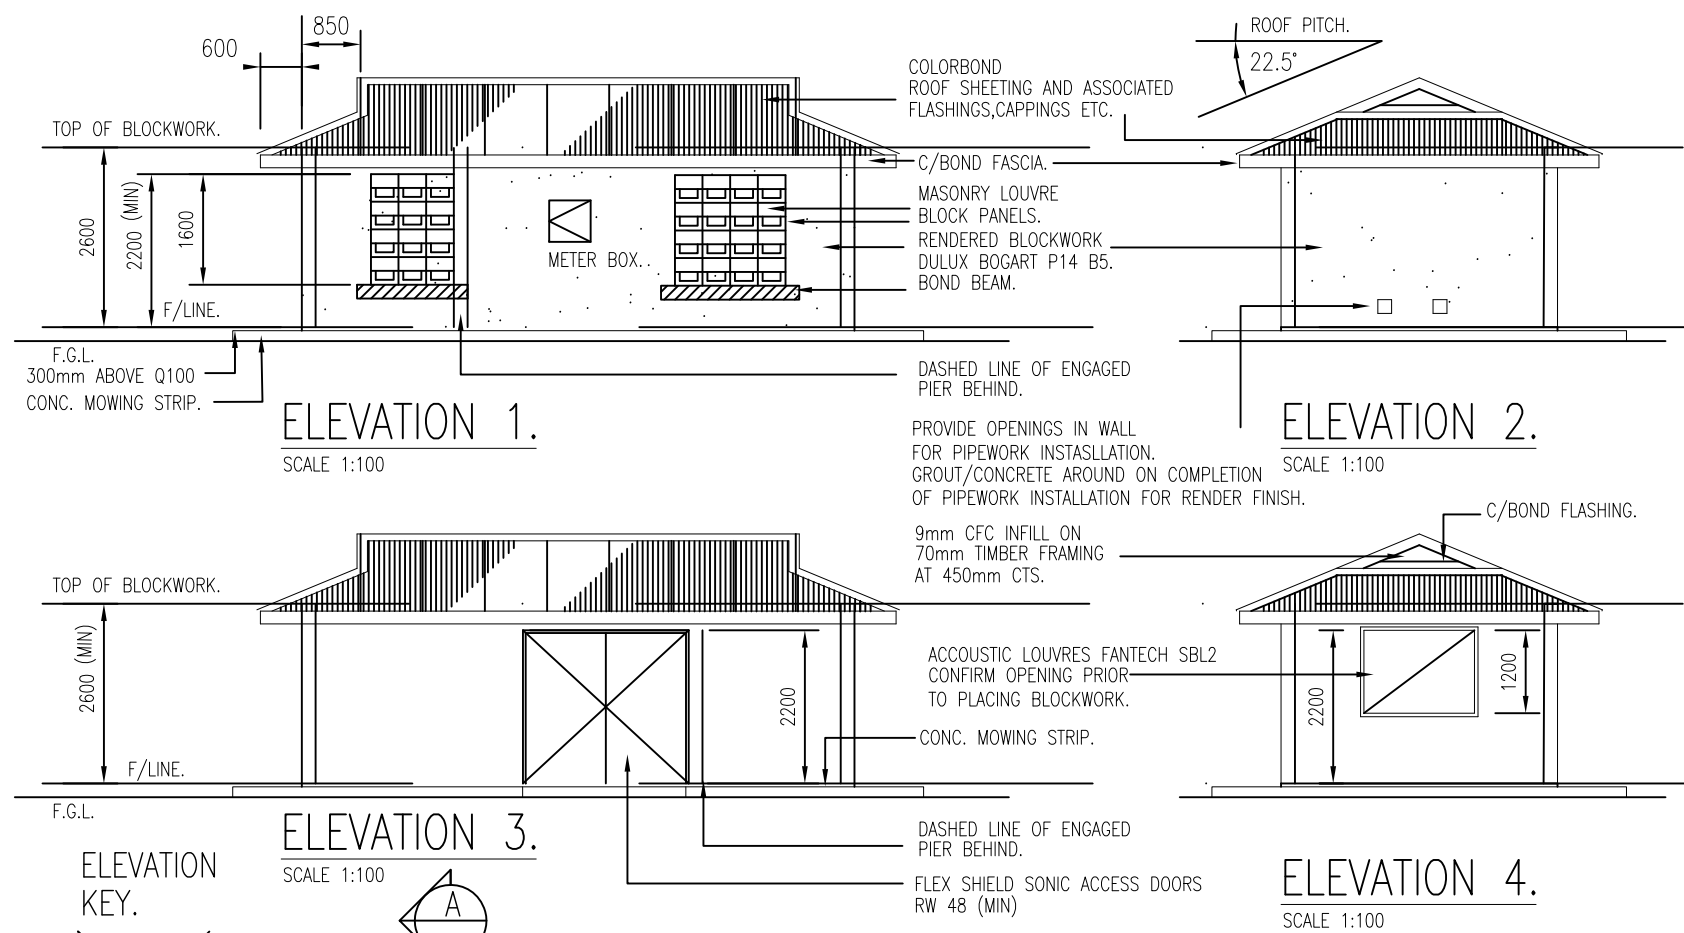 850
600
ROOF PITCH.
22.5°
COLORBOND
ROOF SHEETING AND ASSOCIATED
FLASHINGS,CAPPINGS ETC.
TOP OF BLOCKWORK.
C/BOND FASCIA.
MASONRY LOUVRE
BLOCK PANELS.
2600
2200 (MIN)
1600
RENDERED BLOCKWORK
DULUX BOGART P14 B5.
BOND BEAM.
METER BOX.
F/LINE.
F.G.L.
300mm ABOVE Q100
CONC. MOWING STRIP.
DASHED LINE OF ENGAGED
PIER BEHIND.
ELEVATION 1.
SCALE 1:100
ELEVATION 2.
SCALE 1:100
PROVIDE OPENINGS IN WALL
FOR PIPEWORK INSTASLLATION.
GROUT/CONCRETE AROUND ON COMPLETION
OF PIPEWORK INSTALLATION FOR RENDER FINISH.
C/BOND FLASHING.
9mm CFC INFILL ON
70mm TIMBER FRAMING
AT 450mm CTS.
TOP OF BLOCKWORK.
2600 (MIN)
2200
ACCOUSTIC LOUVRES FANTECH SBL2
CONFIRM OPENING PRIOR
TO PLACING BLOCKWORK.
2200
1200
CONC. MOWING STRIP.
F/LINE.
F.G.L.
ELEVATION 3.
SCALE 1:100
DASHED LINE OF ENGAGED
PIER BEHIND.
FLEX SHIELD SONIC ACCESS DOORS
RW 48 (MIN)
ELEVATION 4.
SCALE 1:100
ELEVATION
KEY.
A